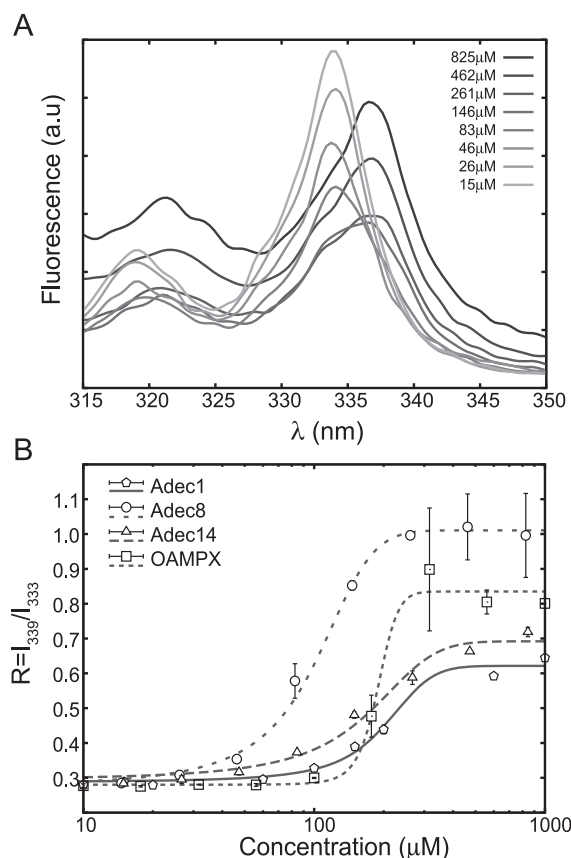 A
Fluorescence (a.u)
825μM
462μM
261μM
146μM
83μM
46μM
26μM
15μM
315 320 325 330 335 340 345 350
λ (nm)
B
R=I339/I333
1.1
1.0
0.9
0.8
0.7
0.6
0.5
0.4
0.3
Adec1
Adec8
Adec14
OAMPX
10 100 1000
Concentration (μM)